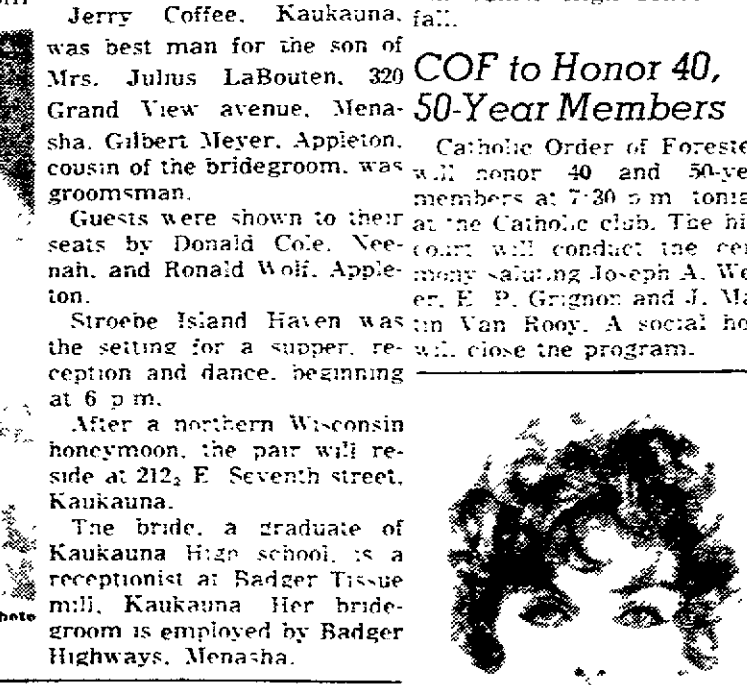 Jerry Coffee, Kaukauna,
was best man for the son of
Mrs. Julius LaBouten, 320
Grand View avenue, Mena-
sha. Gilbert Meyer, Appleton,
cousin of the bridegroom, was
groomsman.
Guests were shown to their
seats by Donald Cole, Nee-
nah, and Ronald Wolf, Apple-
ton.
Stroebe Island Haven was
the setting for a supper, re-
ception and dance, beginning
at 6 p m.
After a northern Wisconsin
honeymoon, the pair will re-
side at 212½ E Seventh street,
Kaukauna.
The bride, a graduate of
Kaukauna High school, is a
receptionist at Badger Tissue
mill, Kaukauna Her bride-
groom is employed by Badger
Highways, Menasha.
fall.
COF to Honor 40,
50-Year Members
Catholic Order of Foreste
will honor 40 and 50-ye
members at 7:30 p m tonig
at the Catholic club. The hi
court will conduct the cer
mony saluting Joseph A. We
er, E P. Grignon and J. Ma
tin Van Rooy. A social ho
will close the program.